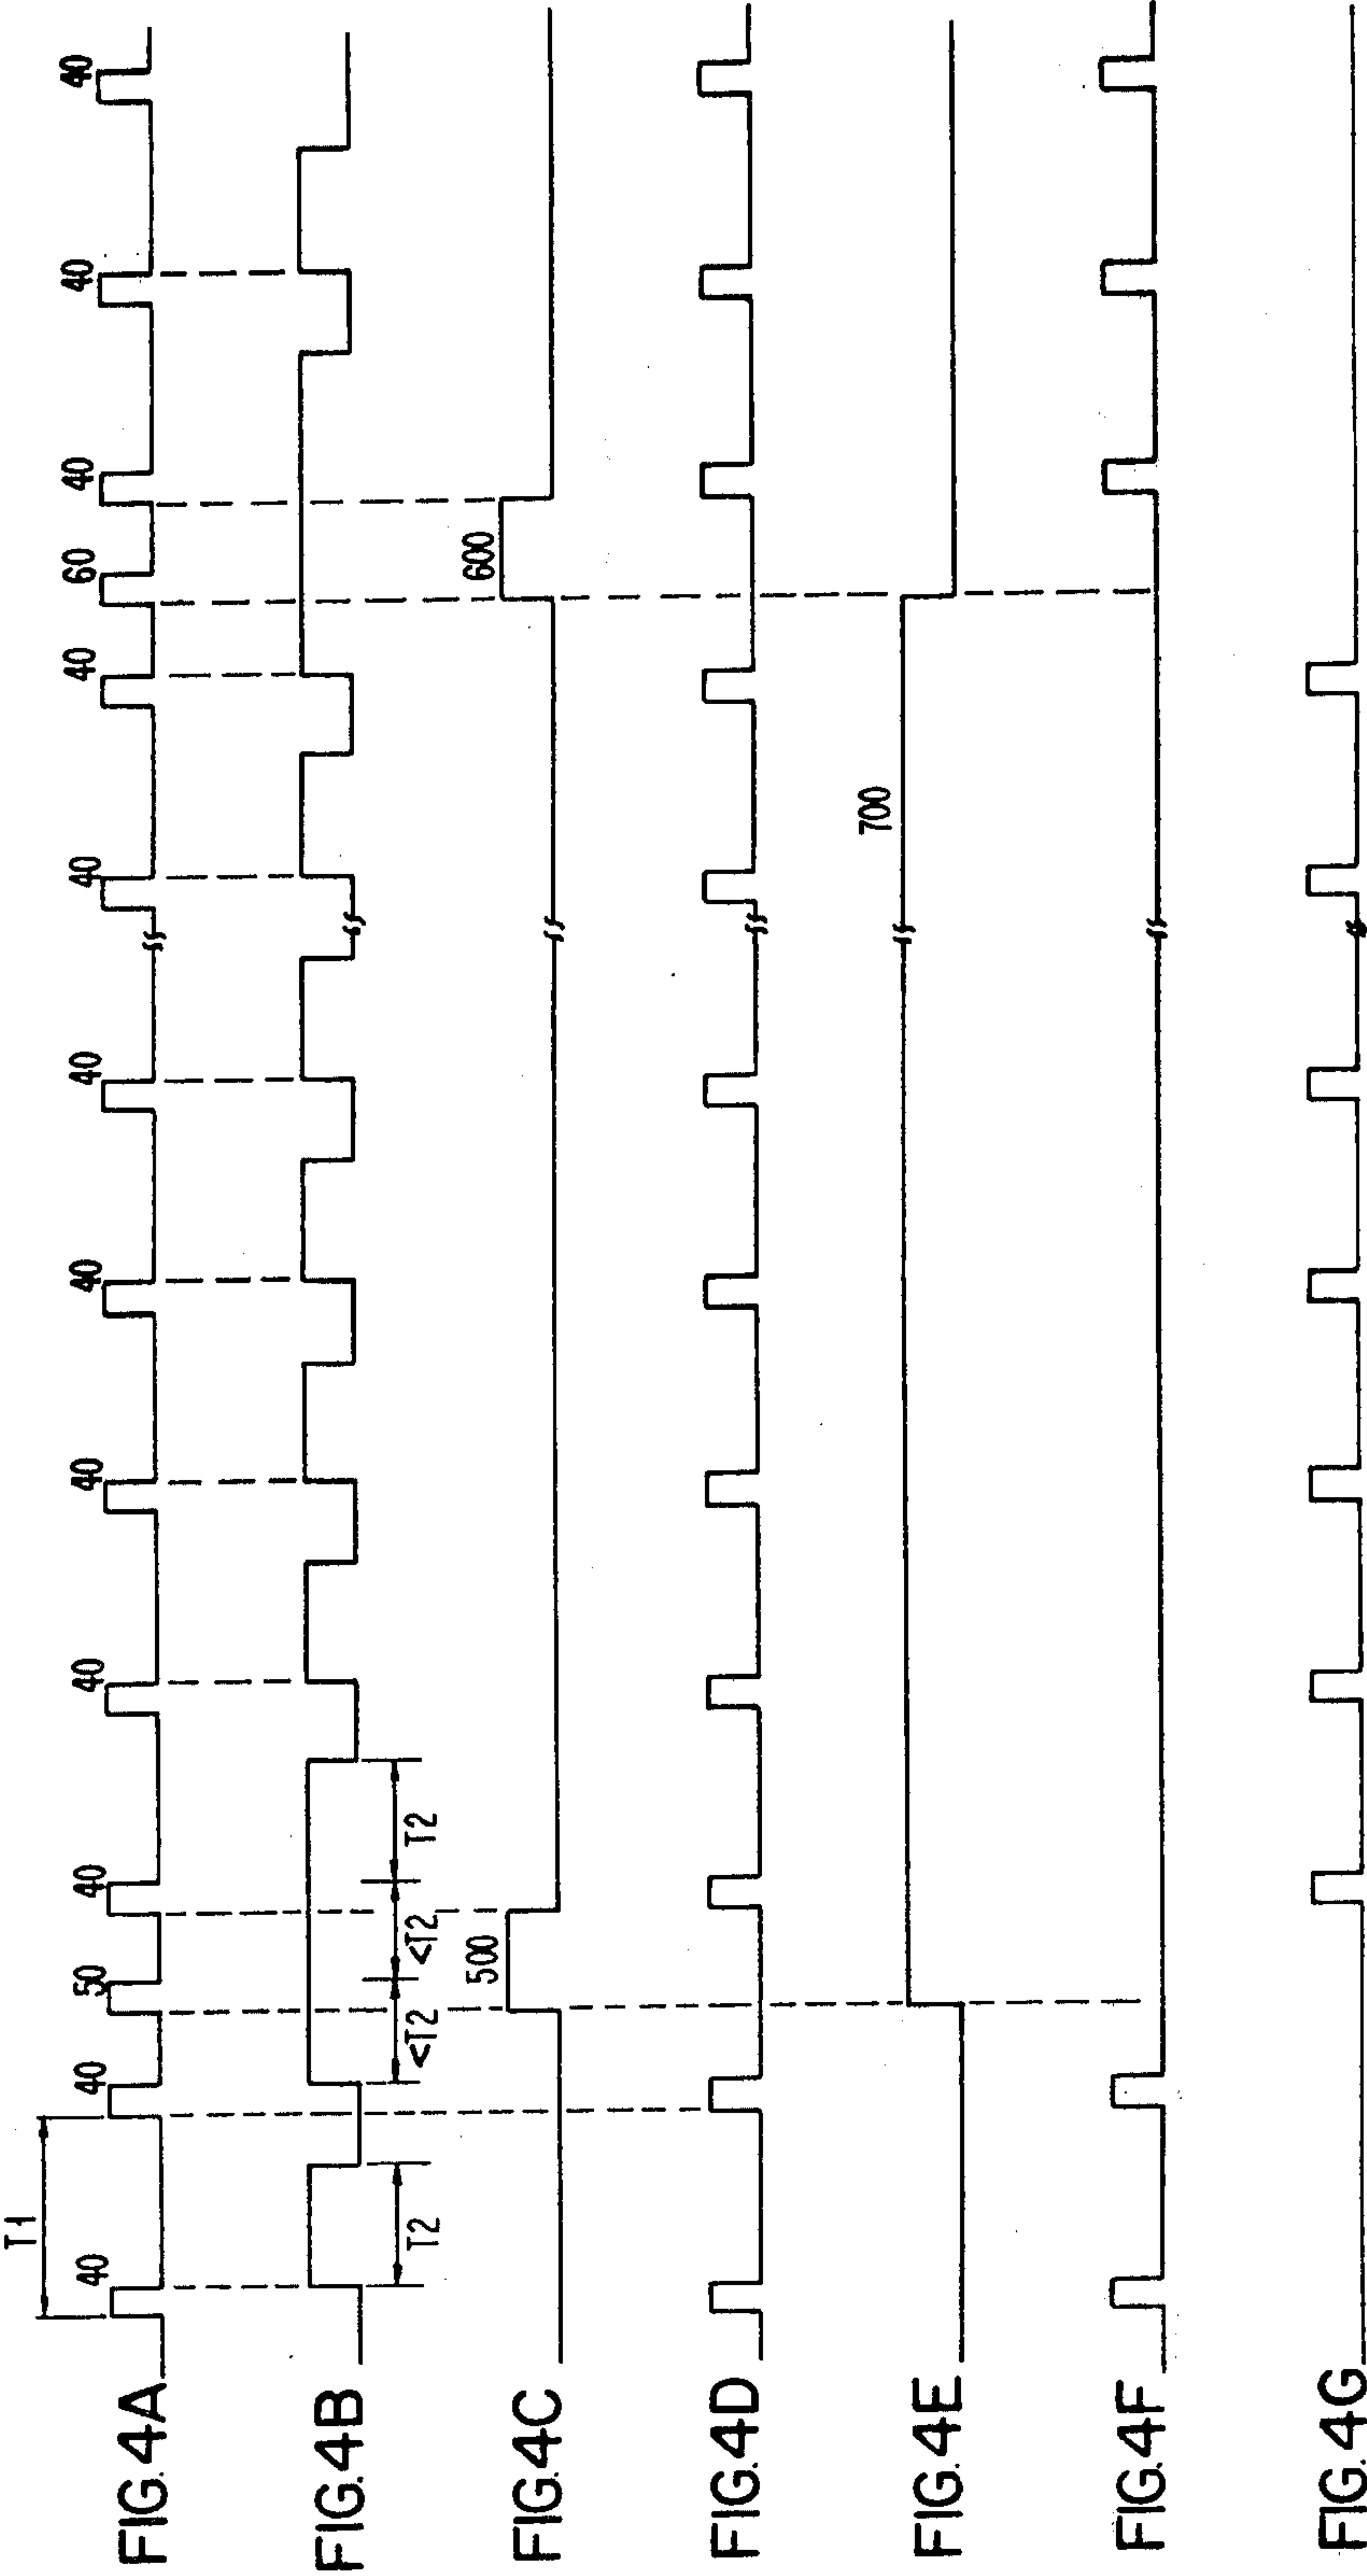 T1
FIG.4A 40 40 50 40 40 40 40 40 40 40 60 40 40 40
FIG.4B
T2 <T2 <T2 T2
FIG.4C 500 600
FIG.4D
FIG.4E 700
FIG.4F
FIG.4G